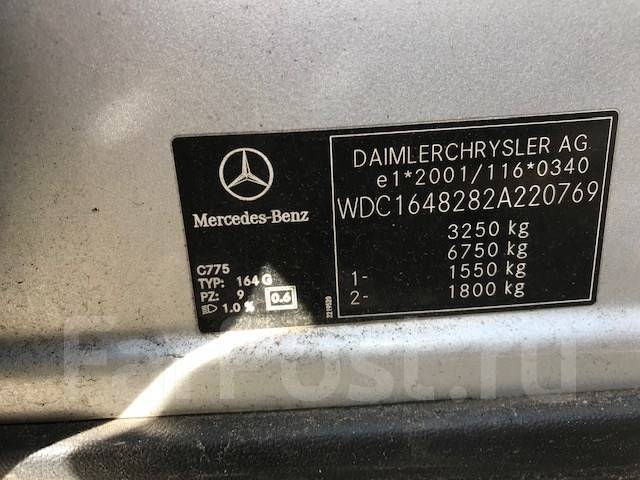 DAIMLERCHRYSLER AG
e1*2001/116*0340
WDC1648282A220769
3250 kg
6750 kg
1- 1550 kg
2- 1800 kg
Mercedes-Benz
C775
TYP: 164 G
PZ: 9
1.0 % 0.6
2219520
FarPost.ru